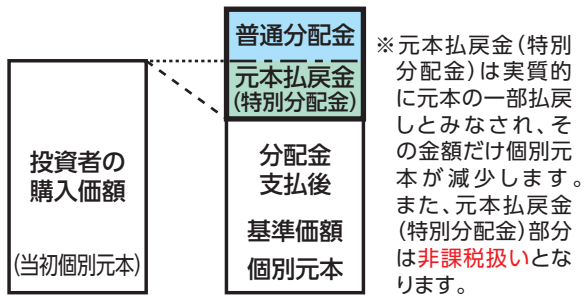 投資者の
購入価額
(当初個別元本)
普通分配金
元本払戻金
(特別分配金)
分配金
支払後
基準価額
個別元本
※元本払戻金(特別
分配金)は実質的
に元本の一部払戻
しとみなされ、そ
の金額だけ個別元
本が減少します。
また、元本払戻金
(特別分配金)部分
は非課税扱いとな
ります。